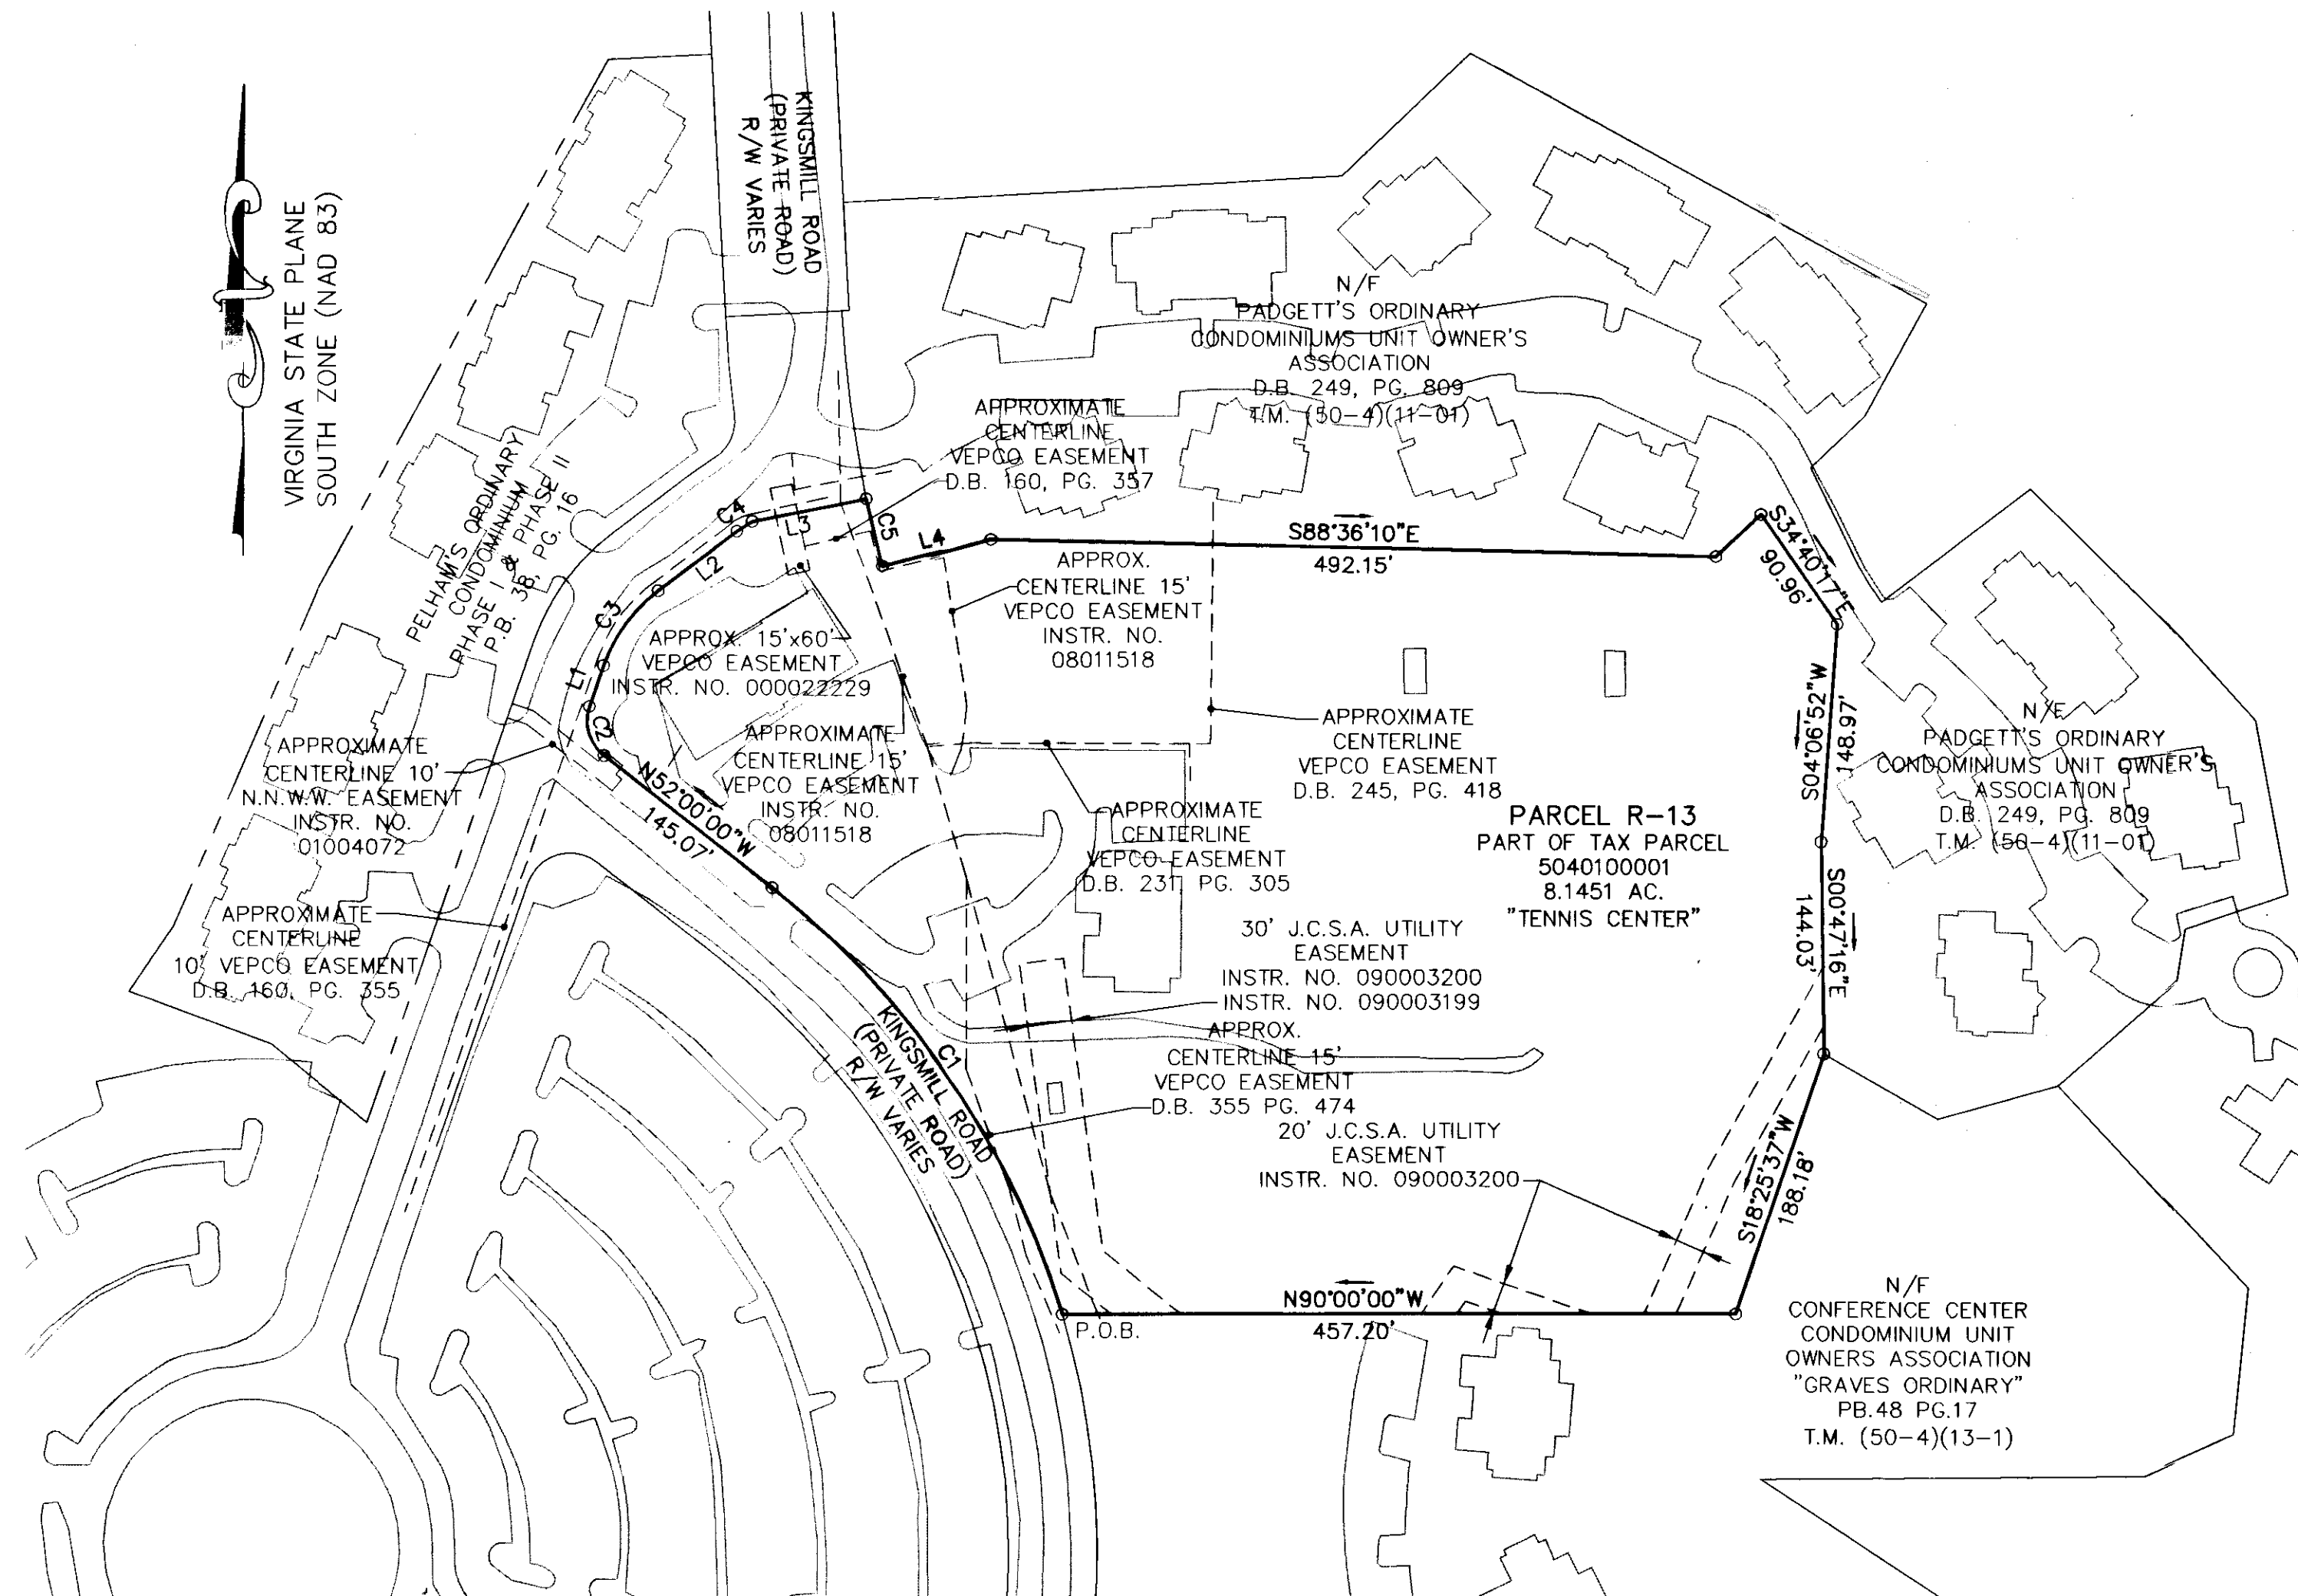 VIRGINIA STATE PLANE
SOUTH ZONE (NAD 83)
KINGSMILL ROAD
(PRIVATE ROAD)
R/W VARIES
N/F
PADGETT'S ORDINARY
CONDOMINIUMS UNIT OWNER'S
ASSOCIATION
D.B. 249, PG. 809
T.M. (50-4)(11-01)
APPROXIMATE
CENTERLINE
VEPCO EASEMENT
D.B. 160, PG. 357
PELHAM'S ORDINARY
CONDOMINIUM
PHASE I & PHASE II
P.B. 38, PG. 16
C4
L3
C5
L4
L2
C3
L1
C2
S88°36'10"E
492.15'
S34°40'17"E
90.96'
APPROX.
CENTERLINE 15'
VEPCO EASEMENT
INSTR. NO.
08011518
APPROX. 15'x60'
VEPCO EASEMENT
INSTR. NO. 000022229
APPROXIMATE
CENTERLINE 15'
VEPCO EASEMENT
INSTR. NO.
08011518
APPROXIMATE
CENTERLINE 10'
N.N.W.W. EASEMENT
INSTR. NO.
01004072
N52°00'00"W
145.07'
APPROXIMATE
CENTERLINE
VEPCO EASEMENT
D.B. 245, PG. 418
S04°06'52"W
148.97'
N/F
PADGETT'S ORDINARY
CONDOMINIUMS UNIT OWNER'S
ASSOCIATION
D.B. 249, PG. 809
T.M. (50-4)(11-01)
APPROXIMATE
CENTERLINE
VEPCO EASEMENT
D.B. 231, PG. 305
PARCEL R-13
PART OF TAX PARCEL
5040100001
8.1451 AC.
"TENNIS CENTER"
APPROXIMATE
CENTERLINE
10' VEPCO EASEMENT
D.B. 160, PG. 355
S00°47'16"E
144.03'
30' J.C.S.A. UTILITY
EASEMENT
INSTR. NO. 090003200
INSTR. NO. 090003199
APPROX.
CENTERLINE 15'
VEPCO EASEMENT
D.B. 355 PG. 474
C1
KINGSMILL ROAD
(PRIVATE ROAD)
R/W VARIES
20' J.C.S.A. UTILITY
EASEMENT
INSTR. NO. 090003200
S18°25'37"W
188.18'
N90°00'00"W
457.20'
P.O.B.
N/F
CONFERENCE CENTER
CONDOMINIUM UNIT
OWNERS ASSOCIATION
"GRAVES ORDINARY"
PB.48 PG.17
T.M. (50-4)(13-1)